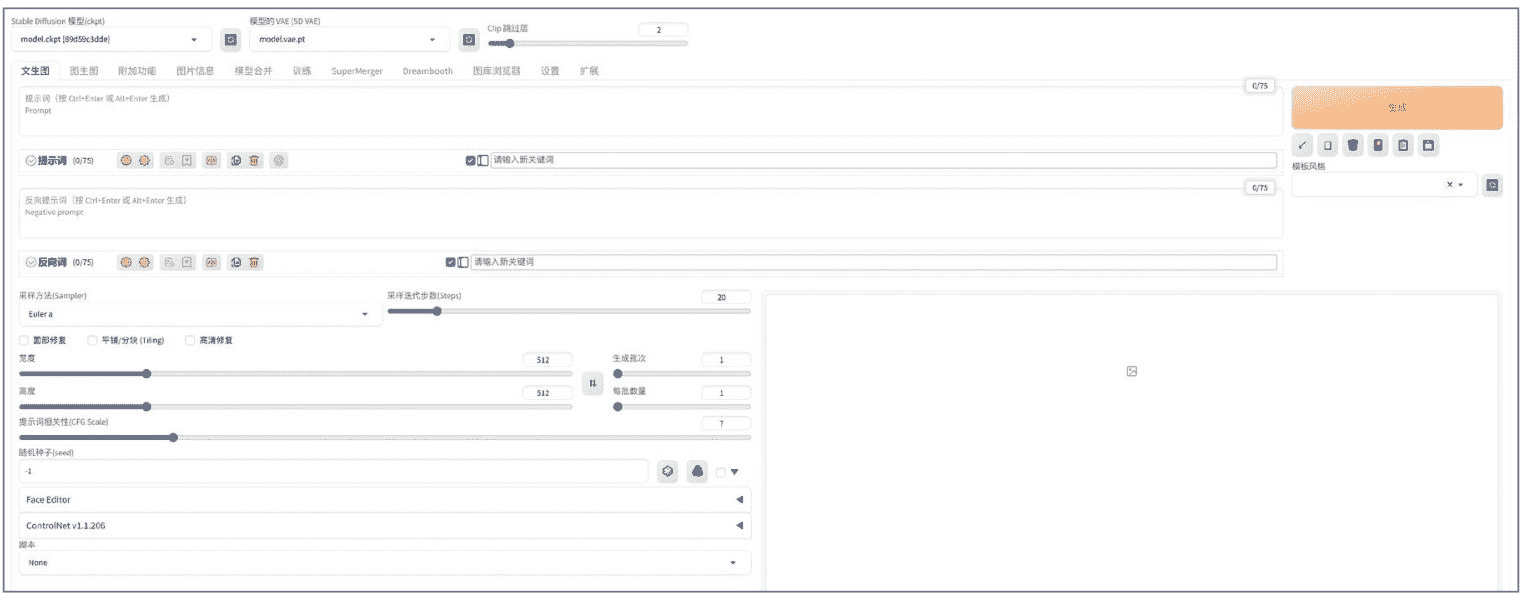 Stable Diffusion 模型(ckpt)
模型的 VAE (SD VAE)
Clip 跳过层
2
model.ckpt [89d59c3dde]
model.vae.pt
文生图 图生图 附加功能 图片信息 模型合并 训练 SuperMerger Dreambooth 图库浏览器 设置 扩展
0/75
提示词（按 Ctrl+Enter 或 Alt+Enter 生成）
Prompt
生成
提示词 (0/75)
请输入新关键词
模板风格
0/75
反向提示词（按 Ctrl+Enter 或 Alt+Enter 生成）
Negative prompt
反向词 (0/75)
请输入新关键词
采样方法(Sampler)
采样迭代步数(Steps)
20
Euler a
面部修复 平铺/分块 (Tiling) 高清修复
宽度
512
生成批次
1
高度
512
每批数量
1
提示词相关性(CFG Scale)
7
随机种子(seed)
-1
Face Editor
ControlNet v1.1.206
脚本
None